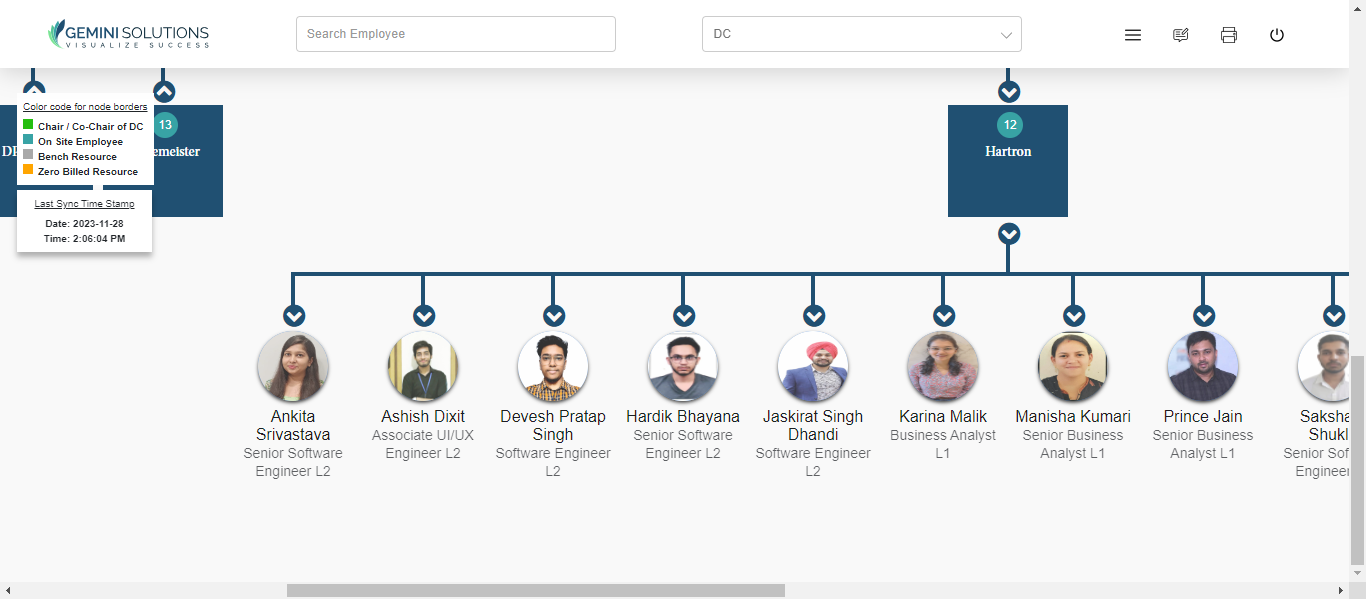 GEMINI SOLUTIONS
VISUALIZE SUCCESS
Search Employee
DC
Color code for node borders
Chair / Co-Chair of DC
On Site Employee
Bench Resource
Zero Billed Resource
Last Sync Time Stamp
Date: 2023-11-28
Time: 2:06:04 PM
13
emeister
12
Hartron
Ankita
Srivastava
Senior Software
Engineer L2
Ashish Dixit
Associate UI/UX
Engineer L2
Devesh Pratap
Singh
Software Engineer
L2
Hardik Bhayana
Senior Software
Engineer L2
Jaskirat Singh
Dhandi
Software Engineer
L2
Karina Malik
Business Analyst
L1
Manisha Kumari
Senior Business
Analyst L1
Prince Jain
Senior Business
Analyst L1
Saksha
Shukl
Senior Sof
Engineer